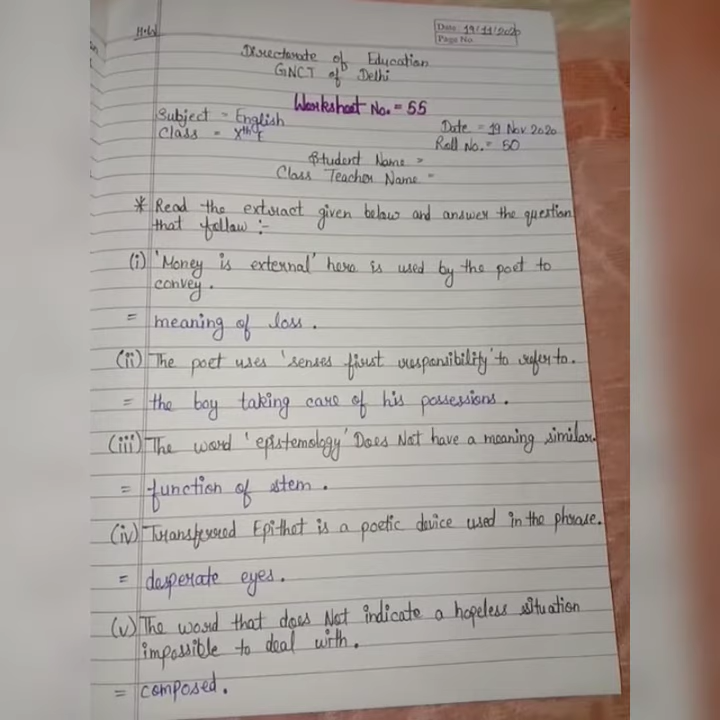 H.W
Date 19/11/2020
Page No.
Directorate of Education
GNCT of Delhi
Worksheet No. = 55
Subject = English
Date = 19 Nov 2020
Class = Xth E
Roll No. = 50
Student Name =
Class Teacher Name =
* Read the extract given below and answer the question
that follow :-
(i) 'Money is external' here is used by the poet to
convey.
= meaning of loss.
(ii) The poet uses 'senses first responsibility' to refer to.
= the boy taking care of his possessions.
(iii) The word 'epistemology' Does Not have a meaning similar.
= function of stem.
(iv) Transferred Epithet is a poetic device used in the phrase.
= desperate eyes.
(v) The word that does Not indicate a hopeless situation
impossible to deal with.
= composed.